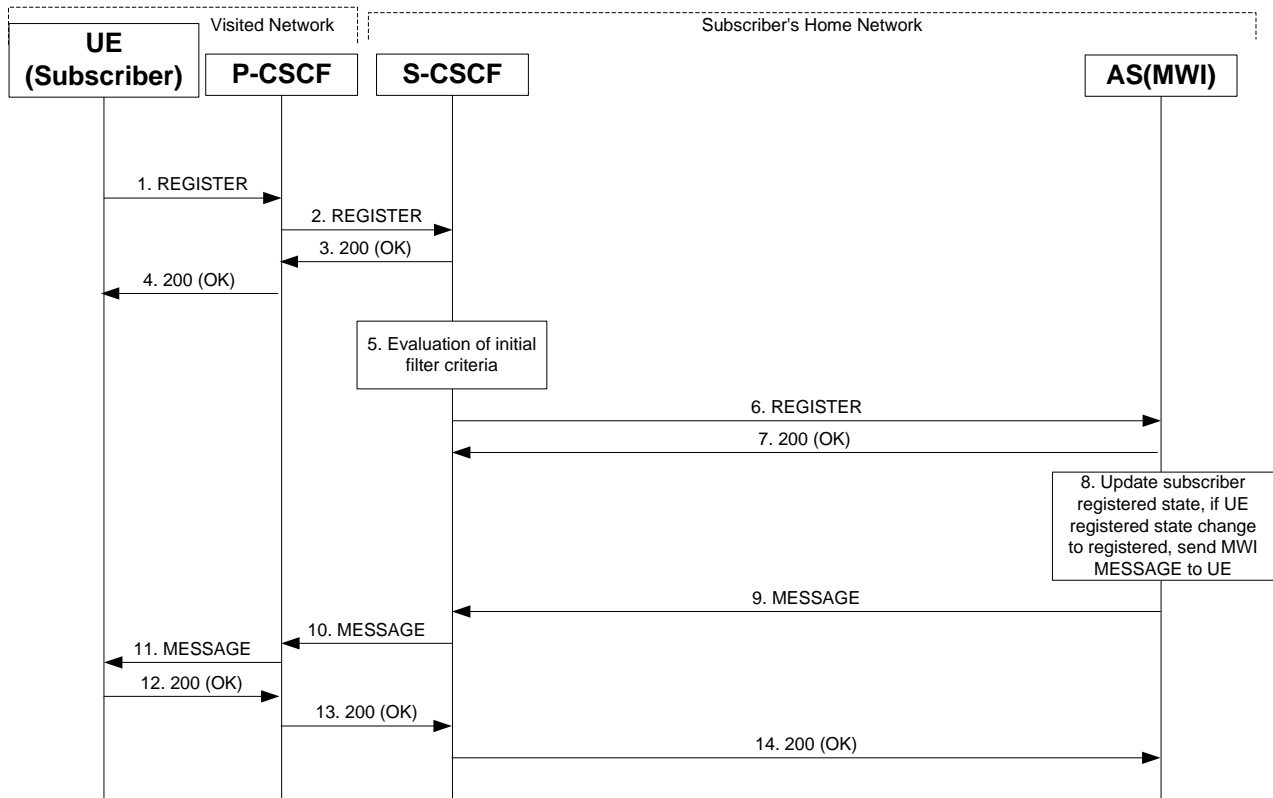 Visited Network
Subscriber's Home Network
UE
(Subscriber)
P-CSCF
S-CSCF
AS(MWI)
1. REGISTER
2. REGISTER
3. 200 (OK)
4. 200 (OK)
5. Evaluation of initial
filter criteria
6. REGISTER
7. 200 (OK)
8. Update subscriber
registered state, if UE
registered state change
to registered, send MWI
MESSAGE to UE
9. MESSAGE
10. MESSAGE
11. MESSAGE
12. 200 (OK)
13. 200 (OK)
14. 200 (OK)